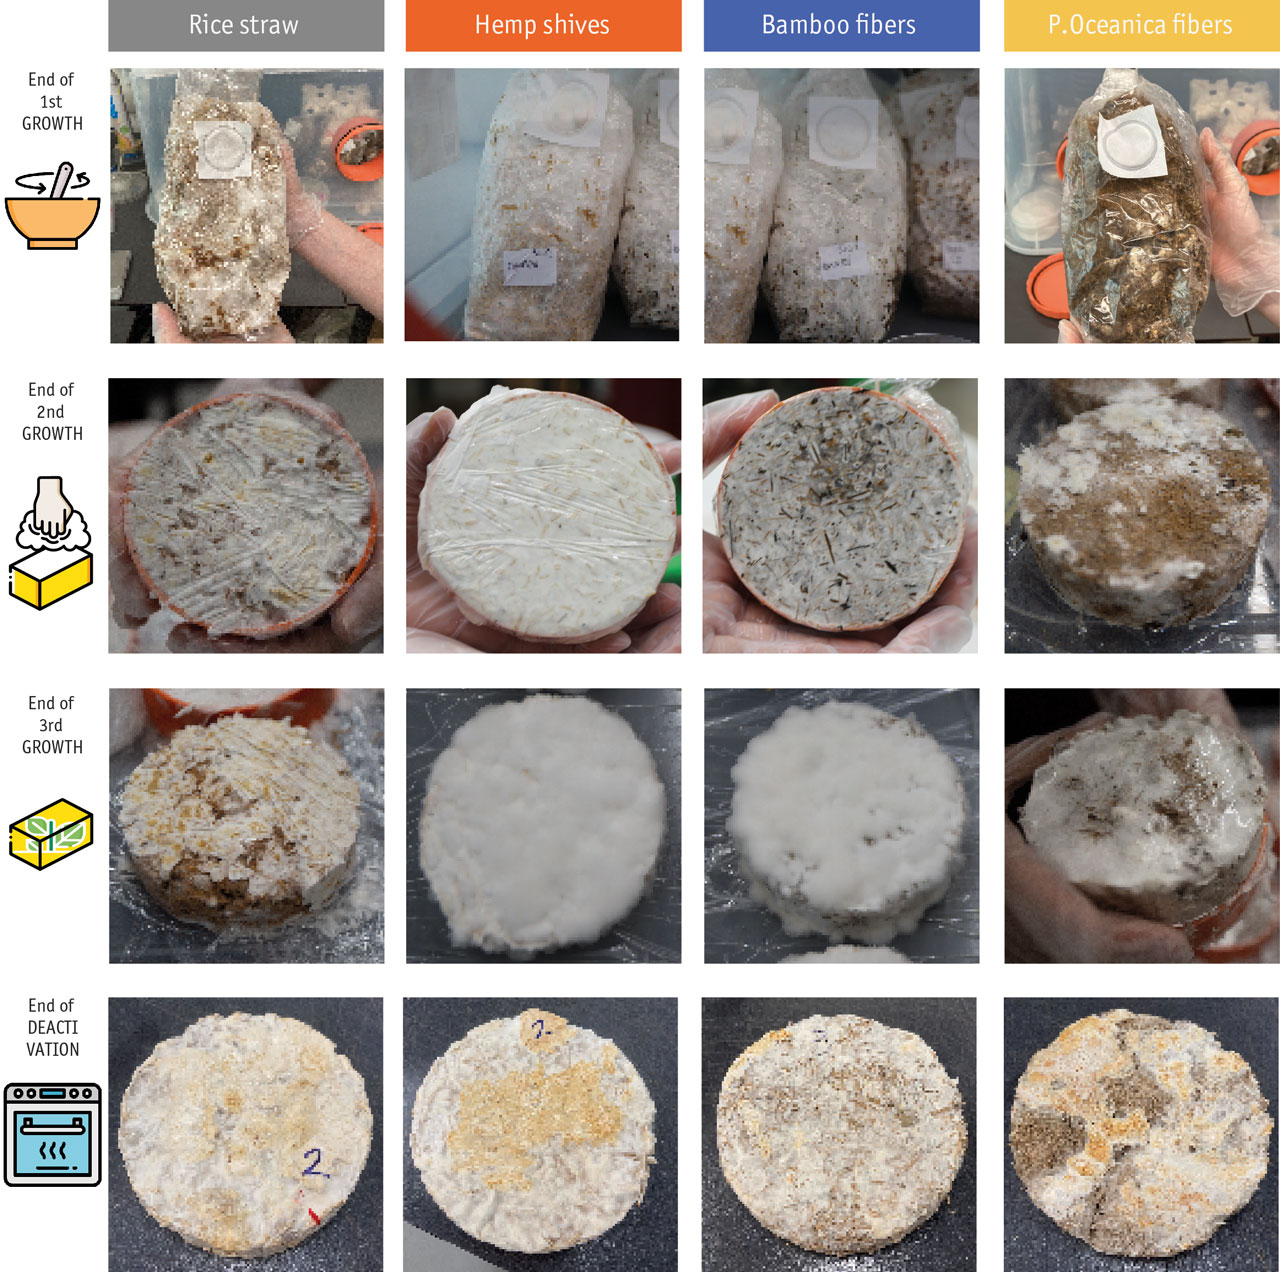 Rice straw
Hemp shives
Bamboo fibers
P.Oceanica fibers
End of
1st
GROWTH
End of
2nd
GROWTH
End of
3rd
GROWTH
End of
DEACTI
VATION
2.
2.